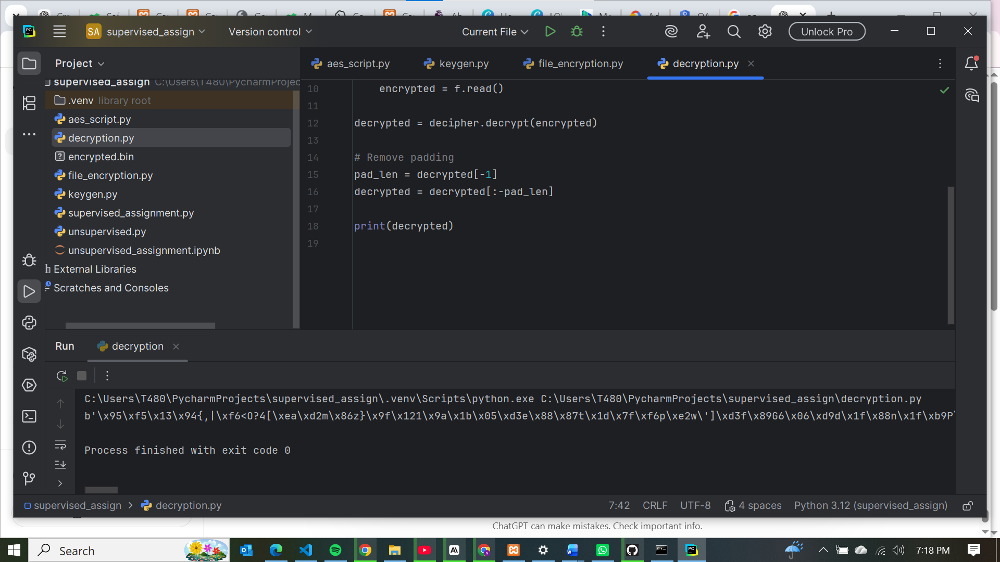 SA supervised_assign
Version control
Current File
Unlock Pro
Project
aes_script.py
keygen.py
file_encryption.py
decryption.py
supervised_assign C:\Users\T480\PycharmProjec
.venv library root
aes_script.py
decryption.py
encrypted.bin
file_encryption.py
keygen.py
supervised_assignment.py
unsupervised.py
unsupervised_assignment.ipynb
External Libraries
Scratches and Consoles
10 encrypted = f.read()
11
12 decrypted = decipher.decrypt(encrypted)
13
14 # Remove padding
15 pad_len = decrypted[-1]
16 decrypted = decrypted[:-pad_len]
17
18 print(decrypted)
19
Run
decryption
C:\Users\T480\PycharmProjects\supervised_assign\.venv\Scripts\python.exe C:\Users\T480\PycharmProjects\supervised_assign\decryption.py
b'\x95\xf5\x13\x94{,|\xf6<O?4[\xea\xd2m\x86z}\x9f\x121\x9a\x1b\x05\xd3e\x88\x87t\x1d\x7f\xf6p\xe2w\']\xd3f\x89G6\x06\xd9d\x1f\x88n\x1f\xb9P
Process finished with exit code 0
supervised_assign > decryption.py
7:42 CRLF UTF-8 4 spaces Python 3.12 (supervised_assign)
ChatGPT can make mistakes. Check important info.
Search
7:18 PM